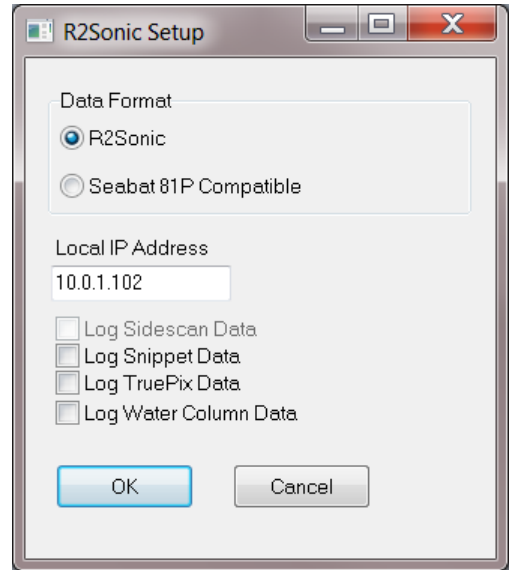 R2Sonic Setup
Data Format
R2Sonic
Seabat 81P Compatible
Local IP Address
10.0.1.102
Log Sidescan Data
Log Snippet Data
Log TruePix Data
Log Water Column Data
OK Cancel